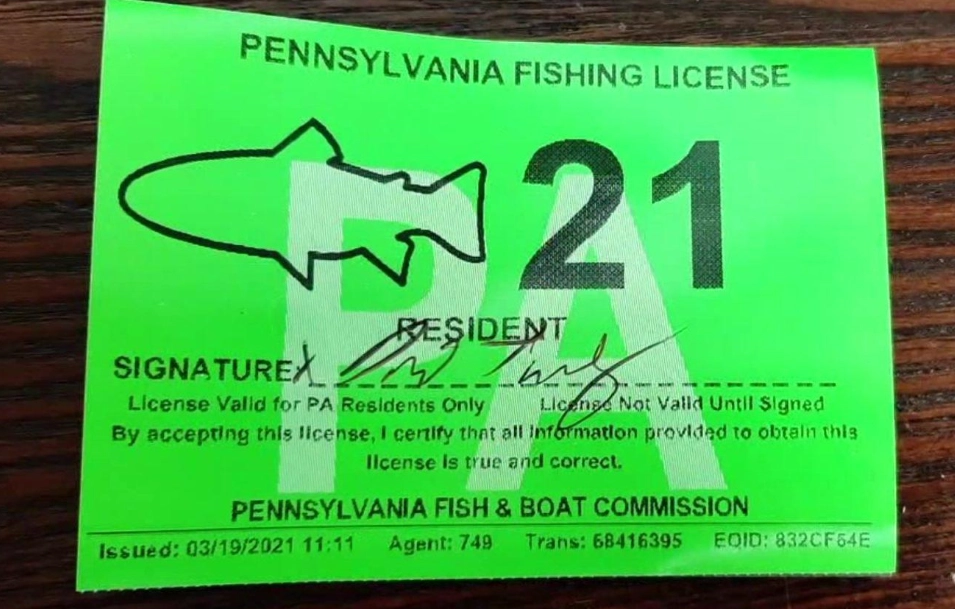 PENNSYLVANIA FISHING LICENSE
21
PA
RESIDENT
SIGNATURE X
License Valid for PA Residents Only License Not Valid Until Signed
By accepting this license, I certify that all information provided to obtain this
license is true and correct.
PENNSYLVANIA FISH & BOAT COMMISSION
Issued: 03/19/2021 11:11 Agent: 749 Trans: 68416395 EQID: 832CF54E